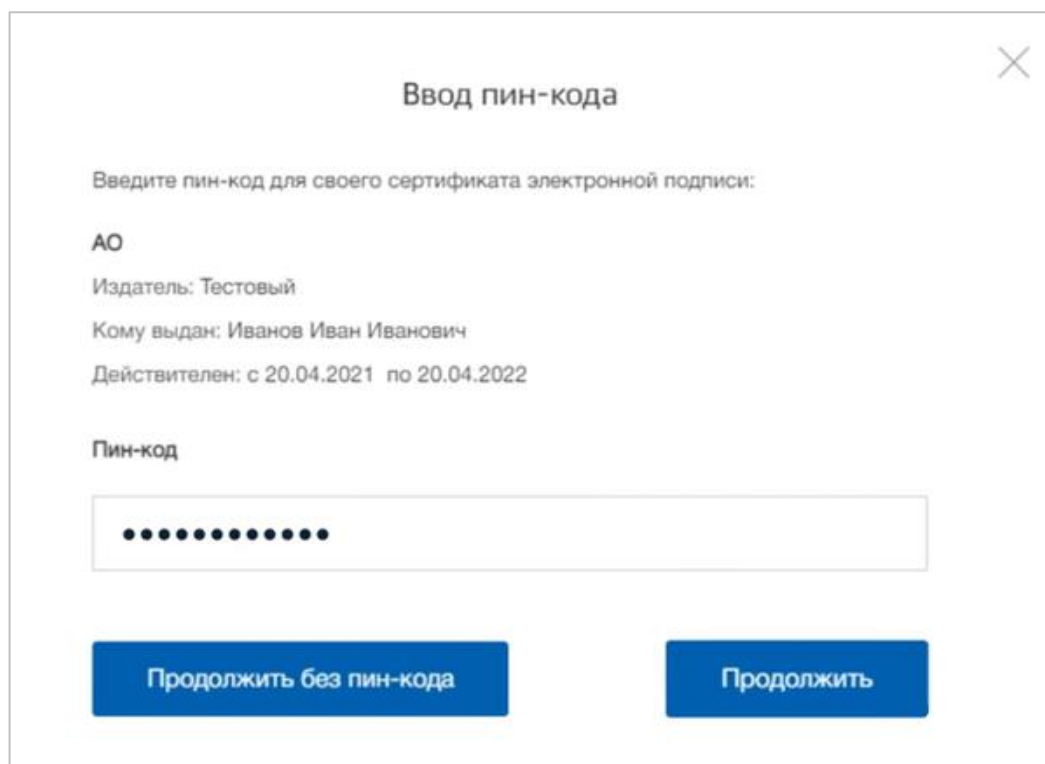 Ввод пин-кода
Введите пин-код для своего сертификата электронной подписи:
АО
Издатель: Тестовый
Кому выдан: Иванов Иван Иванович
Действителен: с 20.04.2021 по 20.04.2022
Пин-код
••••••••••••
Продолжить без пин-кода
Продолжить